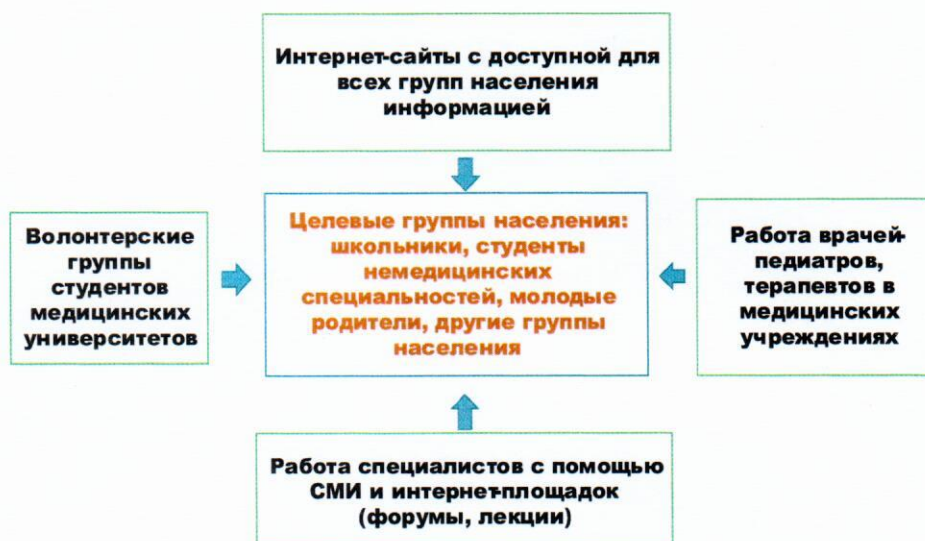 Интернет-сайты с доступной для
всех групп населения
информацией
Волонтерские
группы
студентов
медицинских
университетов
Целевые группы населения:
школьники, студенты
немедицинских
специальностей, молодые
родители, другие группы
населения
Работа врачей-
педиатров,
терапевтов в
медицинских
учреждениях
Работа специалистов с помощью
СМИ и интернет-площадок
(форумы, лекции)